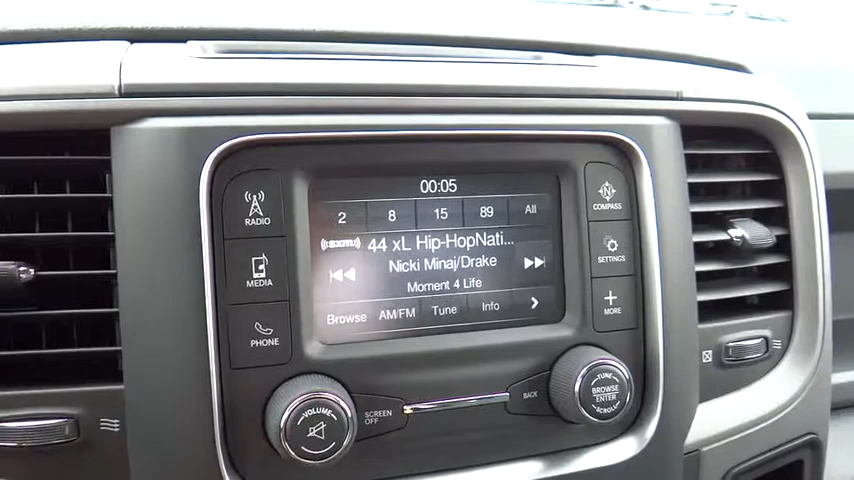 00:05
2 8 15 89 All
((SiriusXM)) 44 xL Hip-HopNati...
Nicki Minaj/Drake
Moment 4 Life
Browse AM/FM Tune Info
RADIO
MEDIA
PHONE
N
COMPASS
SETTINGS
+
MORE
VOLUME
SCREEN
OFF
BACK
TUNE
BROWSE
ENTER
SCROLL